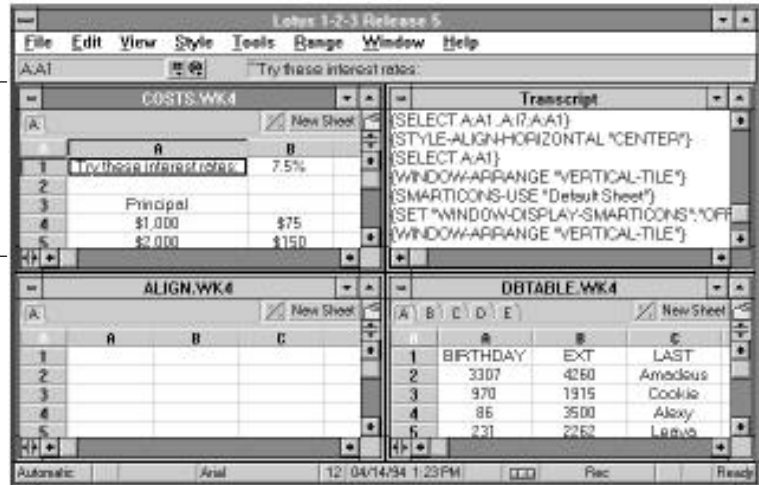 Lotus 1-2-3 Release 5
File Edit View Style Tools Range Window Help
A:A1 Try these interest rates:
COSTS.WK4
A New Sheet
A A B
1 Try these interest rates: 7.5%
2
3 Principal
4 $1,000 $75
5 $2,000 $150
Transcript
{SELECT A:A1..A:I7;A:A1}
{STYLE-ALIGN-HORIZONTAL "CENTER"}
{SELECT A:A1}
{WINDOW-ARRANGE "VERTICAL-TILE"}
{SMARTICONS-USE "Default Sheet"}
{SET "WINDOW-DISPLAY-SMARTICONS";"OFF
{WINDOW-ARRANGE "VERTICAL-TILE"}
ALIGN.WK4
A New Sheet
A A B C
1
2
3
4
5
DBTABLE.WK4
A B C D E New Sheet
A A B C
1 BIRTHDAY EXT LAST
2 3307 4260 Amadeus
3 970 1915 Cookie
4 86 3500 Alexy
5 231 2262 Leava
Automatic Arial 12 04/14/94 1:23PM Rec Ready